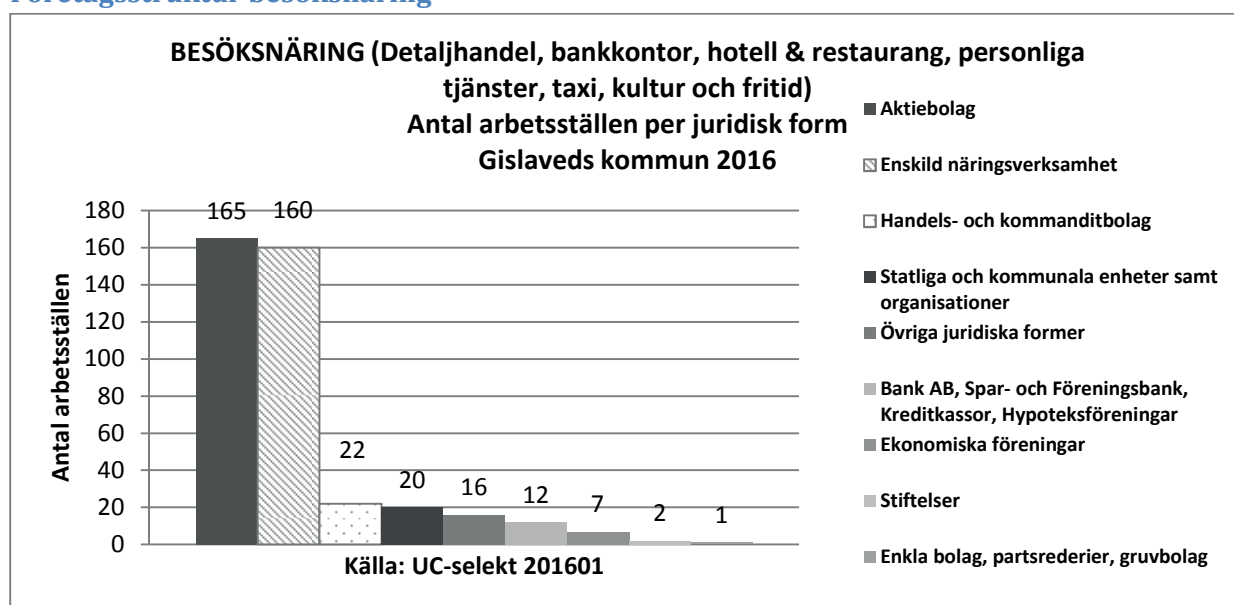 Företagsstruktur besöksnäring
BESÖKSNÄRING (Detaljhandel, bankkontor, hotell & restaurang, personliga
tjänster, taxi, kultur och fritid)
Antal arbetsställen per juridisk form
Gislaveds kommun 2016
Antal arbetsställen
180
160
140
120
100
80
60
40
20
0
165
160
22
20
16
12
7
2
1
Källa: UC-selekt 201601
Aktiebolag
Enskild näringsverksamhet
Handels- och kommanditbolag
Statliga och kommunala enheter samt
organisationer
Övriga juridiska former
Bank AB, Spar- och Föreningsbank,
Kreditkassor, Hypoteksföreningar
Ekonomiska föreningar
Stiftelser
Enkla bolag, partsrederier, gruvbolag